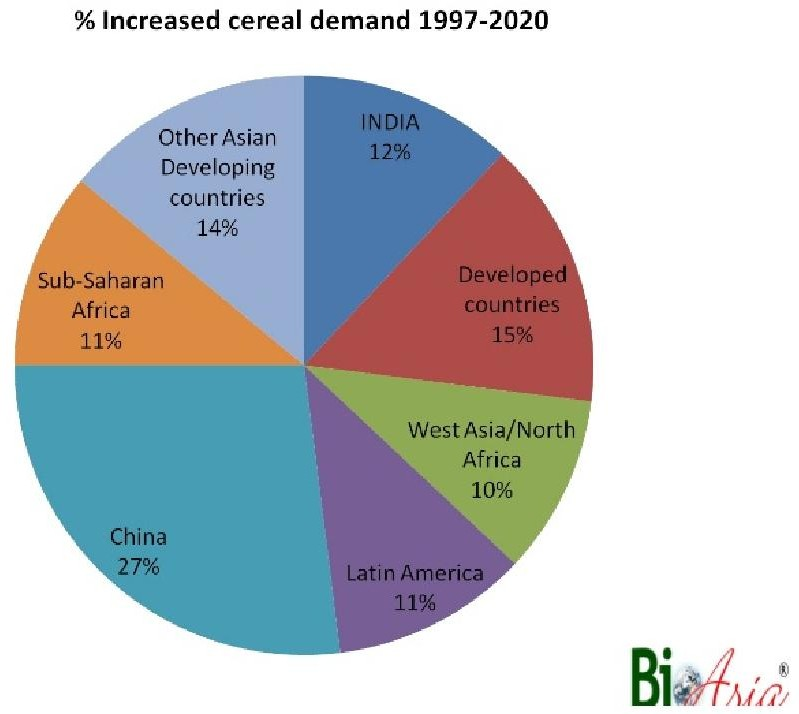 % Increased cereal demand 1997-2020
INDIA
12%
Developed
countries
15%
West Asia/North
Africa
10%
Latin America
11%
China
27%
Sub-Saharan
Africa
11%
Other Asian
Developing
countries
14%
BioAsia®